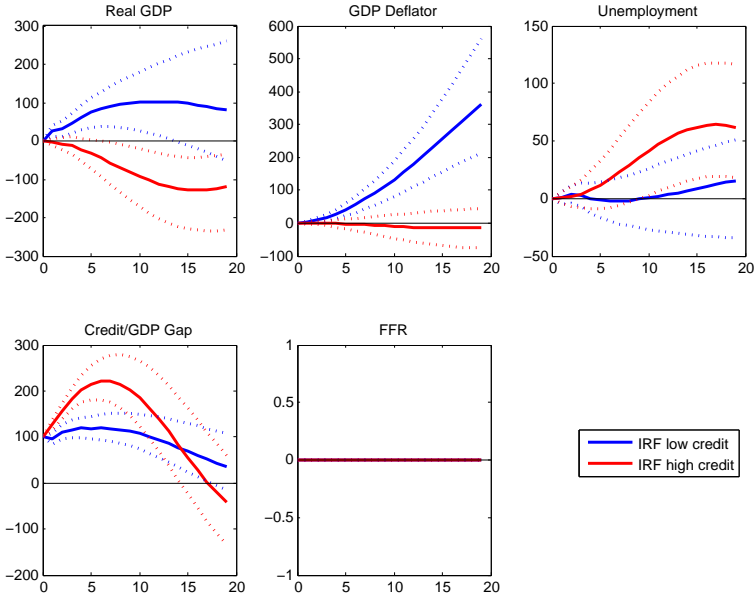 Real GDP
300
200
100
0
−100
−200
−300
0 5 10 15 20
GDP Deflator
600
500
400
300
200
100
0
−100
0 5 10 15 20
Unemployment
150
100
50
0
−50
0 5 10 15 20
Credit/GDP Gap
300
200
100
0
−100
−200
0 5 10 15 20
FFR
1
0.5
0
−0.5
−1
0 5 10 15 20
IRF low credit
IRF high credit